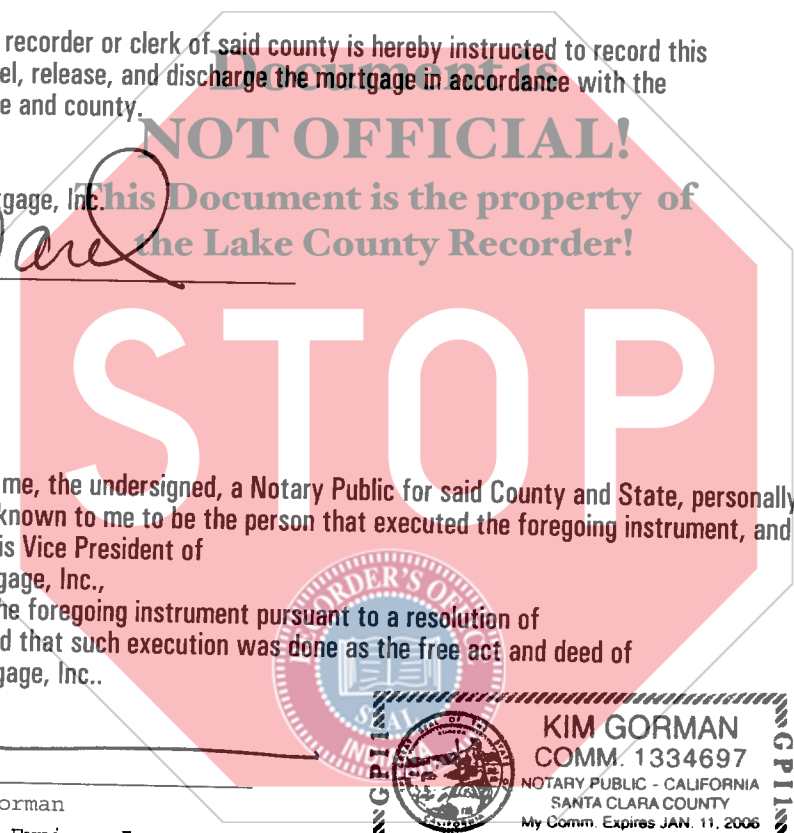 recorder or clerk of said county is hereby instructed to record this
el, release, and discharge the mortgage in accordance with the
e and county.
Document is
NOT OFFICIAL!
This Document is the property of
the Lake County Recorder!
gage, Inc.
STOP
me, the undersigned, a Notary Public for said County and State, personally
known to me to be the person that executed the foregoing instrument, and
is Vice President of
gage, Inc.,
he foregoing instrument pursuant to a resolution of
d that such execution was done as the free act and deed of
gage, Inc..
RECORDER'S OFFICE
SEAL
INDIANA
KIM GORMAN
COMM. 1334697
NOTARY PUBLIC - CALIFORNIA
SANTA CLARA COUNTY
My Comm. Expires JAN. 11, 2006
orman